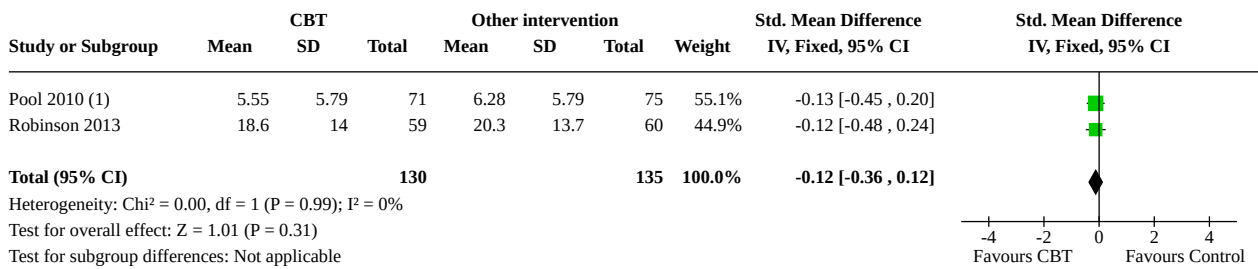 CBT Other intervention Std. Mean Difference Std. Mean Difference
Study or Subgroup Mean SD Total Mean SD Total Weight IV, Fixed, 95% CI IV, Fixed, 95% CI
Pool 2010 (1) 5.55 5.79 71 6.28 5.79 75 55.1% -0.13 [-0.45 , 0.20]
Robinson 2013 18.6 14 59 20.3 13.7 60 44.9% -0.12 [-0.48 , 0.24]
Total (95% CI) 130 135 100.0% -0.12 [-0.36 , 0.12]
Heterogeneity: Chi² = 0.00, df = 1 (P = 0.99); I² = 0%
Test for overall effect: Z = 1.01 (P = 0.31) -4 -2 0 2 4
Test for subgroup differences: Not applicable Favours CBT Favours Control